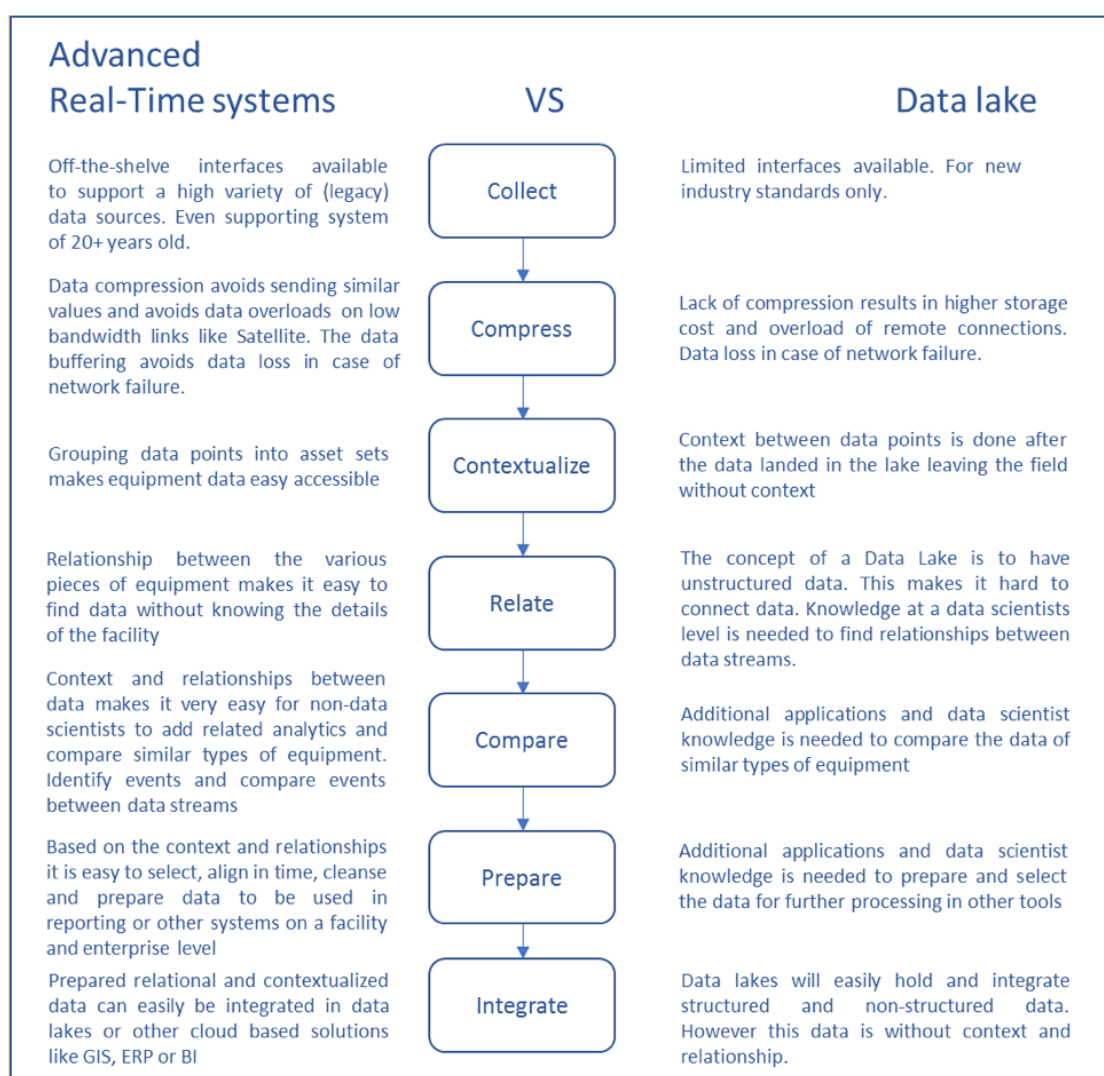 Advanced
Real-Time systems
VS
Data lake
Off-the-shelve interfaces available
to support a high variety of (legacy)
data sources. Even supporting system
of 20+ years old.
Collect
Limited interfaces available. For new
industry standards only.
Data compression avoids sending similar
values and avoids data overloads on low
bandwidth links like Satellite. The data
buffering avoids data loss in case of
network failure.
Compress
Lack of compression results in higher storage
cost and overload of remote connections.
Data loss in case of network failure.
Grouping data points into asset sets
makes equipment data easy accessible
Contextualize
Context between data points is done after
the data landed in the lake leaving the field
without context
Relationship between the various
pieces of equipment makes it easy to
find data without knowing the details
of the facility
Relate
The concept of a Data Lake is to have
unstructured data. This makes it hard to
connect data. Knowledge at a data scientists
level is needed to find relationships between
data streams.
Context and relationships between
data makes it very easy for non-data
scientists to add related analytics and
compare similar types of equipment.
Identify events and compare events
between data streams
Compare
Additional applications and data scientist
knowledge is needed to compare the data of
similar types of equipment
Based on the context and relationships
it is easy to select, align in time, cleanse
and prepare data to be used in
reporting or other systems on a facility
and enterprise level
Prepare
Additional applications and data scientist
knowledge is needed to prepare and select
the data for further processing in other tools
Prepared relational and contextualized
data can easily be integrated in data
lakes or other cloud based solutions
like GIS, ERP or BI
Integrate
Data lakes will easily hold and integrate
structured and non-structured data.
However this data is without context and
relationship.